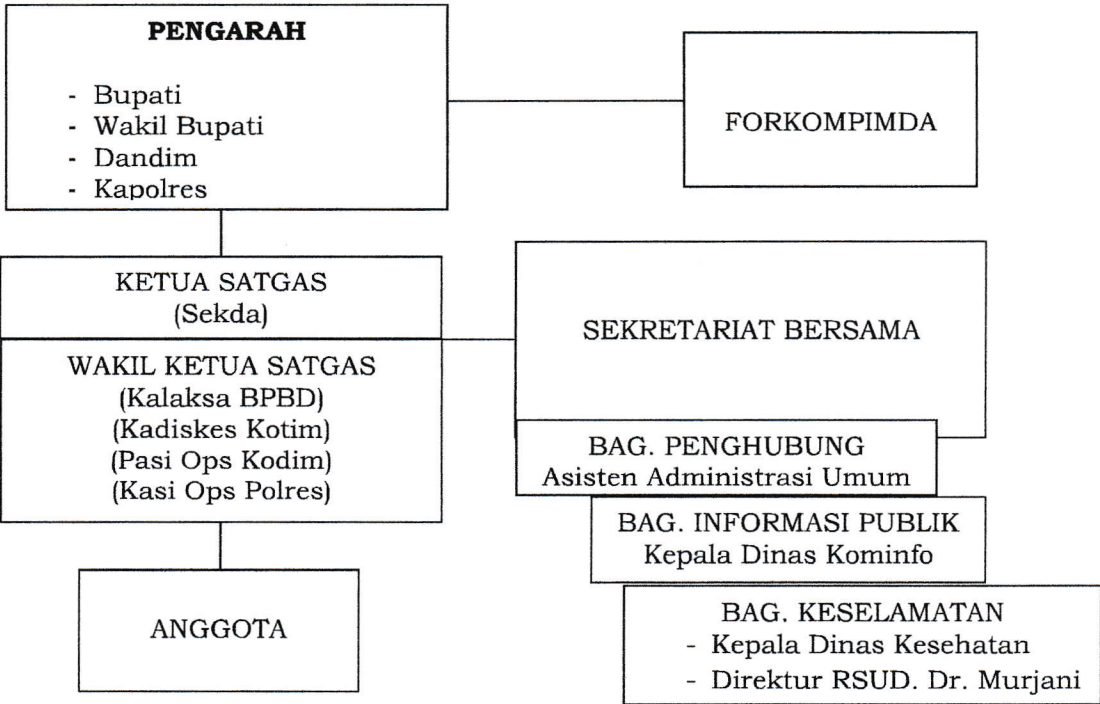 PENGARAH
- Bupati
- Wakil Bupati
- Dandim
- Kapolres
FORKOMPIMDA
KETUA SATGAS
(Sekda)
WAKIL KETUA SATGAS
(Kalaksa BPBD)
(Kadiskes Kotim)
(Pasi Ops Kodim)
(Kasi Ops Polres)
SEKRETARIAT BERSAMA
BAG. PENGHUBUNG
Asisten Administrasi Umum
BAG. INFORMASI PUBLIK
Kepala Dinas Kominfo
BAG. KESELAMATAN
- Kepala Dinas Kesehatan
- Direktur RSUD. Dr. Murjani
ANGGOTA